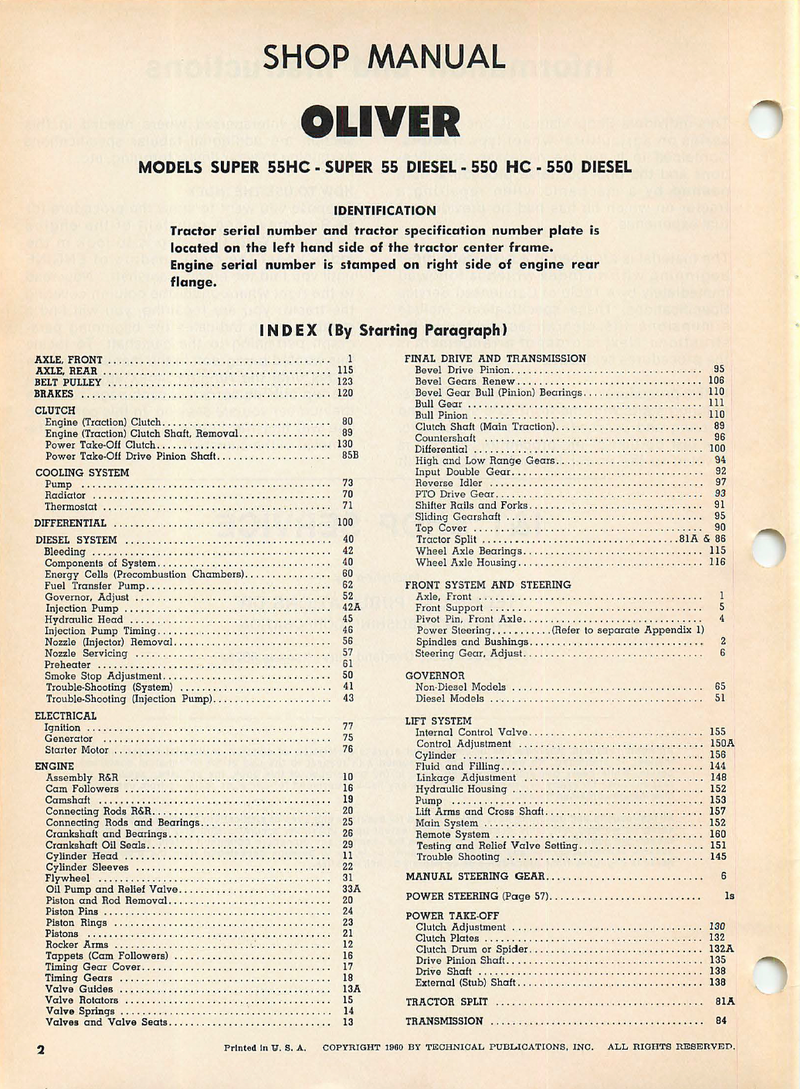 SHOP MANUAL
OLIVER
MODELS SUPER 55HC - SUPER 55 DIESEL - 550 HC - 550 DIESEL
IDENTIFICATION
Tractor serial number and tractor specification number plate is
located on the left hand side of the tractor center frame.
Engine serial number is stamped on right side of engine rear
flange.
INDEX (By Starting Paragraph)
AXLE, FRONT 1
AXLE, REAR 115
BELT PULLEY 123
BRAKES 120
CLUTCH
Engine (Traction) Clutch 80
Engine (Traction) Clutch Shaft, Removal 89
Power Take-Off Clutch 130
Power Take-Off Drive Pinion Shaft 85B
COOLING SYSTEM
Pump 73
Radiator 70
Thermostat 71
DIFFERENTIAL 100
DIESEL SYSTEM 40
Bleeding 42
Components of System 40
Energy Cells (Precombustion Chambers) 60
Fuel Transfer Pump 62
Governor, Adjust 52
Injection Pump 42A
Hydraulic Head 45
Injection Pump Timing 46
Nozzle (Injector) Removal 56
Nozzle Servicing 57
Preheater 61
Smoke Stop Adjustment 50
Trouble-Shooting (System) 41
Trouble-Shooting (Injection Pump) 43
ELECTRICAL
Ignition 77
Generator 75
Starter Motor 76
ENGINE
Assembly R&R 10
Cam Followers 16
Camshaft 19
Connecting Rods R&R 20
Connecting Rods and Bearings 25
Crankshaft and Bearings 26
Crankshaft Oil Seals 29
Cylinder Head 11
Cylinder Sleeves 22
Flywheel 31
Oil Pump and Relief Valve 33A
Piston and Rod Removal 20
Piston Pins 24
Piston Rings 23
Pistons 21
Rocker Arms 12
Tappets (Cam Followers) 16
Timing Gear Cover 17
Timing Gears 18
Valve Guides 13A
Valve Rotators 15
Valve Springs 14
Valves and Valve Seats 13
FINAL DRIVE AND TRANSMISSION
Bevel Drive Pinion 95
Bevel Gears Renew 106
Bevel Gear Bull (Pinion) Bearings 110
Bull Gear 111
Bull Pinion 110
Clutch Shaft (Main Traction) 89
Countershaft 96
Differential 100
High and Low Range Gears 94
Input Double Gear 92
Reverse Idler 97
PTO Drive Gear 93
Shifter Rails and Forks 91
Sliding Gearshaft 95
Top Cover 90
Tractor Split 81A & 86
Wheel Axle Bearings 115
Wheel Axle Housing 116
FRONT SYSTEM AND STEERING
Axle, Front 1
Front Support 5
Pivot Pin, Front Axle 4
Power Steering (Refer to separate Appendix 1)
Spindles and Bushings 2
Steering Gear, Adjust 6
GOVERNOR
Non-Diesel Models 65
Diesel Models 51
LIFT SYSTEM
Internal Control Valve 155
Control Adjustment 150A
Cylinder 156
Fluid and Filling 144
Linkage Adjustment 148
Hydraulic Housing 152
Pump 153
Lift Arms and Cross Shaft 157
Main System 152
Remote System 160
Testing and Relief Valve Setting 151
Trouble Shooting 145
MANUAL STEERING GEAR 6
POWER STEERING (Page 57) 1s
POWER TAKE-OFF
Clutch Adjustment 130
Clutch Plates 132
Clutch Drum or Spider 132A
Drive Pinion Shaft 135
Drive Shaft 138
External (Stub) Shaft 138
TRACTOR SPLIT 81A
TRANSMISSION 84
2 Printed in U. S. A. COPYRIGHT 1960 BY TECHNICAL PUBLICATIONS, INC. ALL RIGHTS RESERVED.